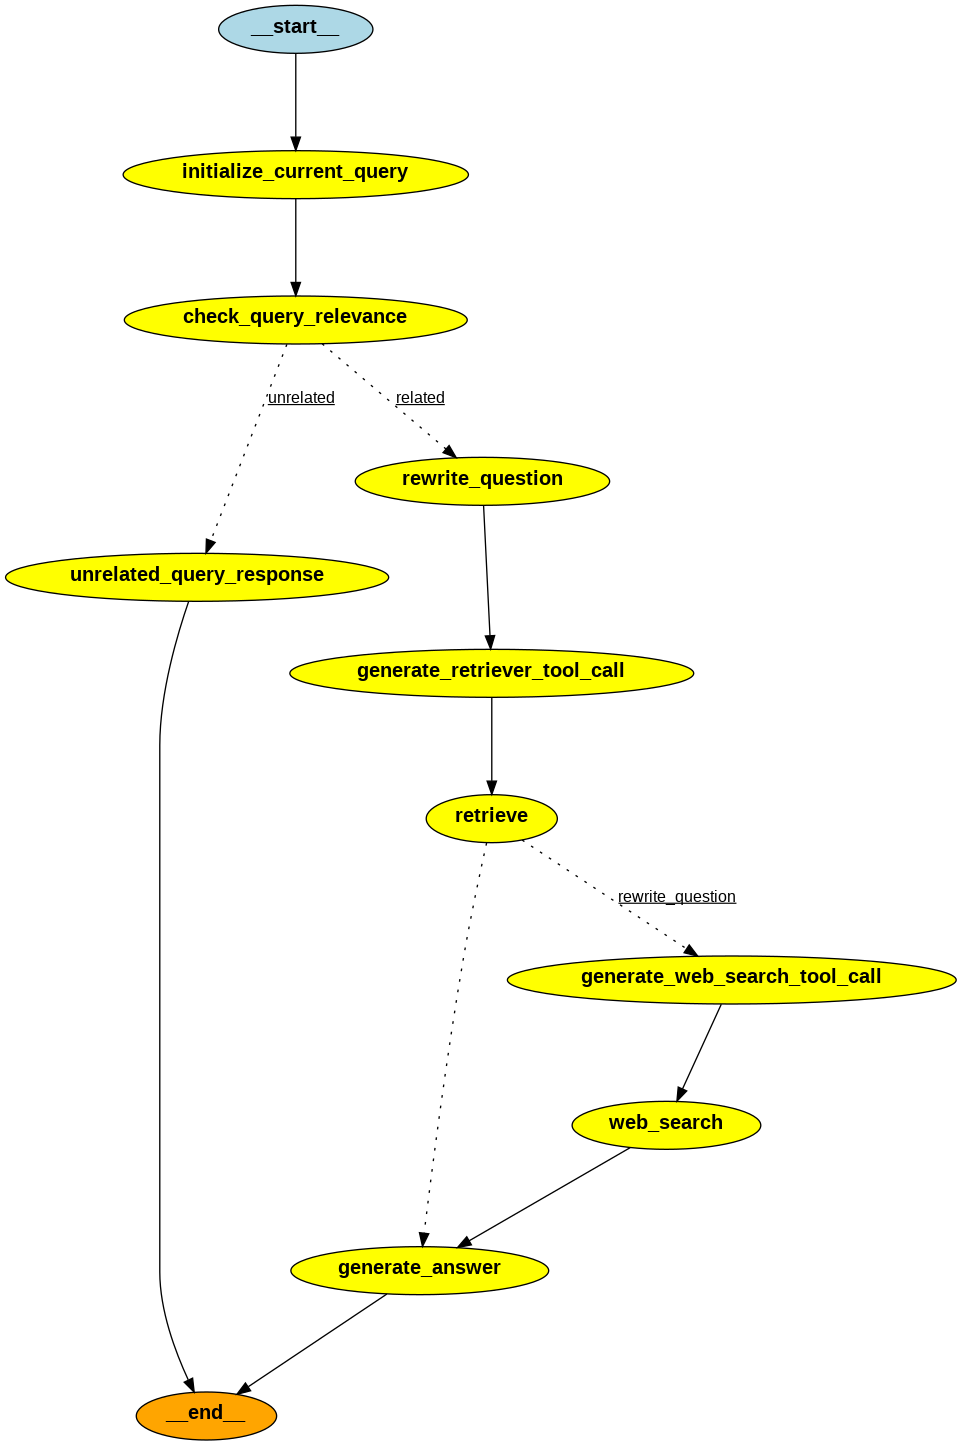 __start__
initialize_current_query
check_query_relevance
unrelated
related
rewrite_question
unrelated_query_response
generate_retriever_tool_call
retrieve
rewrite_question
generate_web_search_tool_call
web_search
generate_answer
__end__